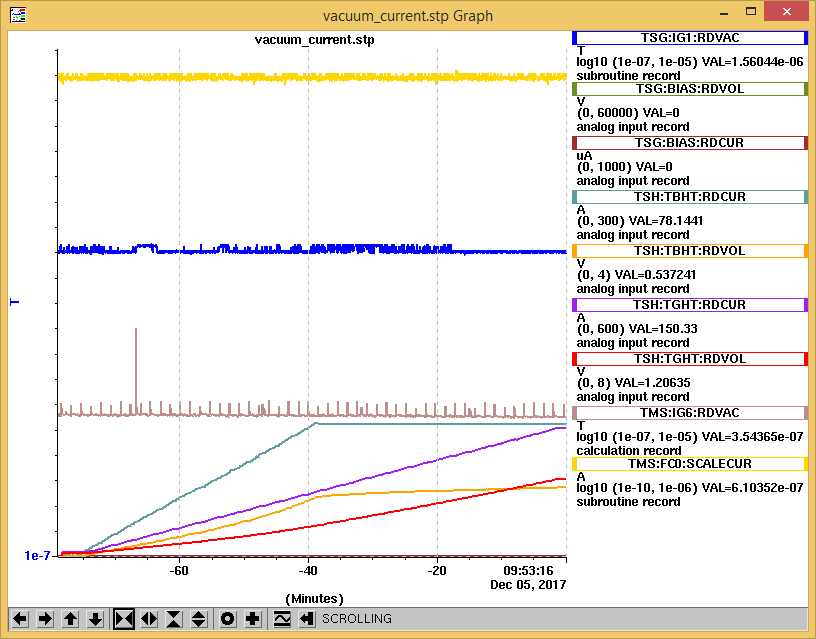 vacuum_current.stp Graph
vacuum_current.stp
T
1e-7
-60
-40
-20
09:53:16
Dec 05, 2017
(Minutes)
TSG:IG1:RDVAC
T
log10 (1e-07, 1e-05) VAL=1.56044e-06
subroutine record
TSG:BIAS:RDVOL
V
(0, 60000) VAL=0
analog input record
TSG:BIAS:RDCUR
uA
(0, 1000) VAL=0
analog input record
TSH:TBHT:RDCUR
A
(0, 300) VAL=78.1441
analog input record
TSH:TBHT:RDVOL
V
(0, 4) VAL=0.537241
analog input record
TSH:TGHT:RDCUR
A
(0, 600) VAL=150.33
analog input record
TSH:TGHT:RDVOL
V
(0, 8) VAL=1.20635
analog input record
TMS:IG6:RDVAC
T
log10 (1e-07, 1e-05) VAL=3.54365e-07
calculation record
TMS:FC0:SCALECUR
A
log10 (1e-10, 1e-06) VAL=6.10352e-07
subroutine record
SCROLLING